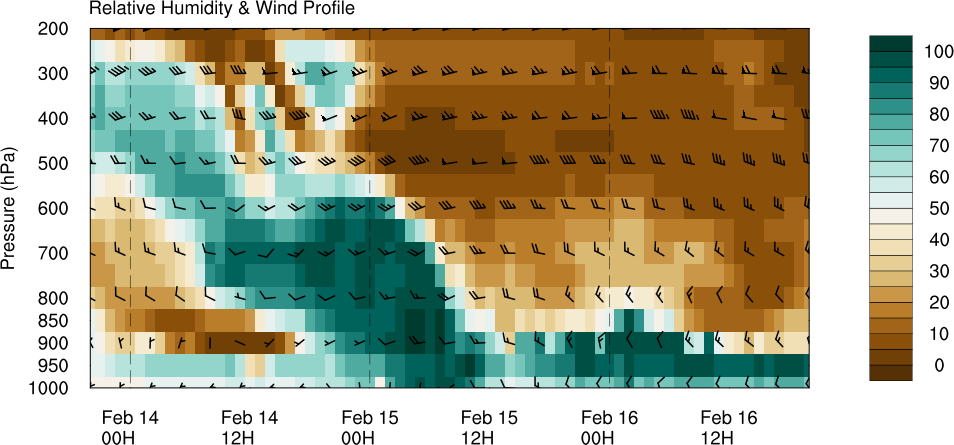 Relative Humidity & Wind Profile
Pressure (hPa)
200
300
400
500
600
700
800
850
900
950
1000
Feb 14
00H
Feb 14
12H
Feb 15
00H
Feb 15
12H
Feb 16
00H
Feb 16
12H
100
90
80
70
60
50
40
30
20
10
0